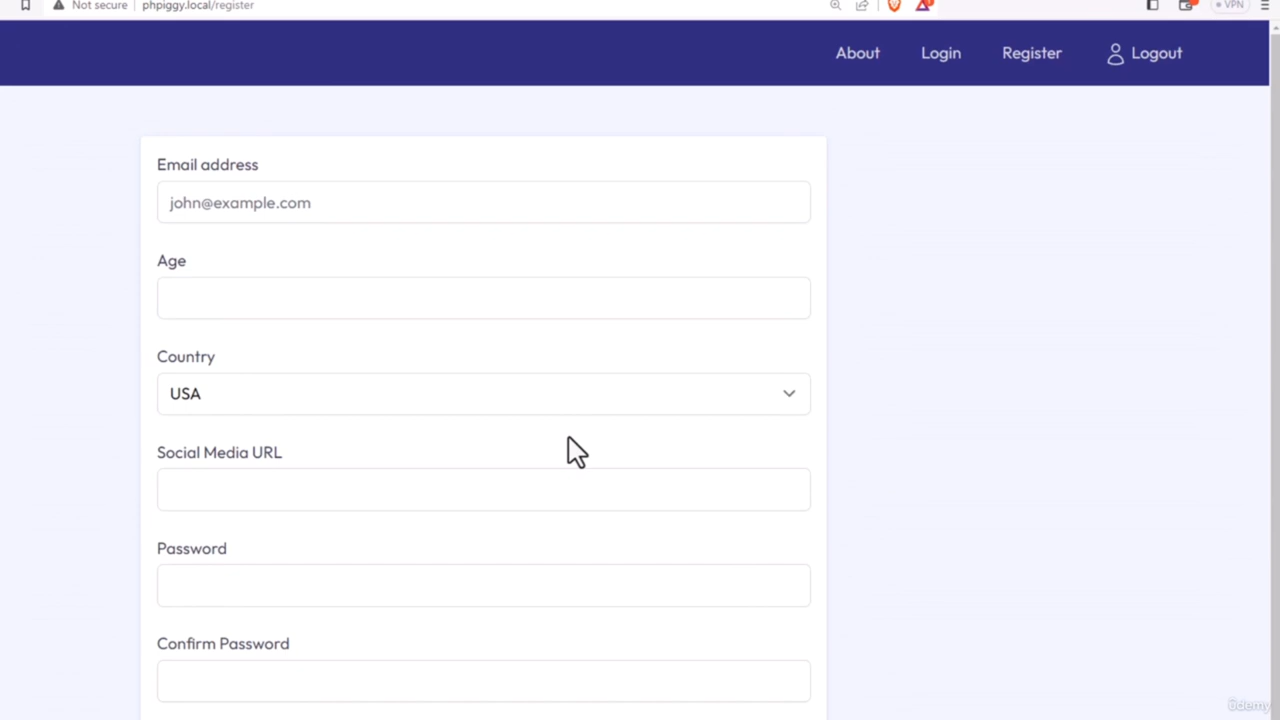 Not secure phpiggy.local/register VPN
About Login Register Logout
Email address
john@example.com
Age
Country
USA
Social Media URL
Password
Confirm Password
ûdemy